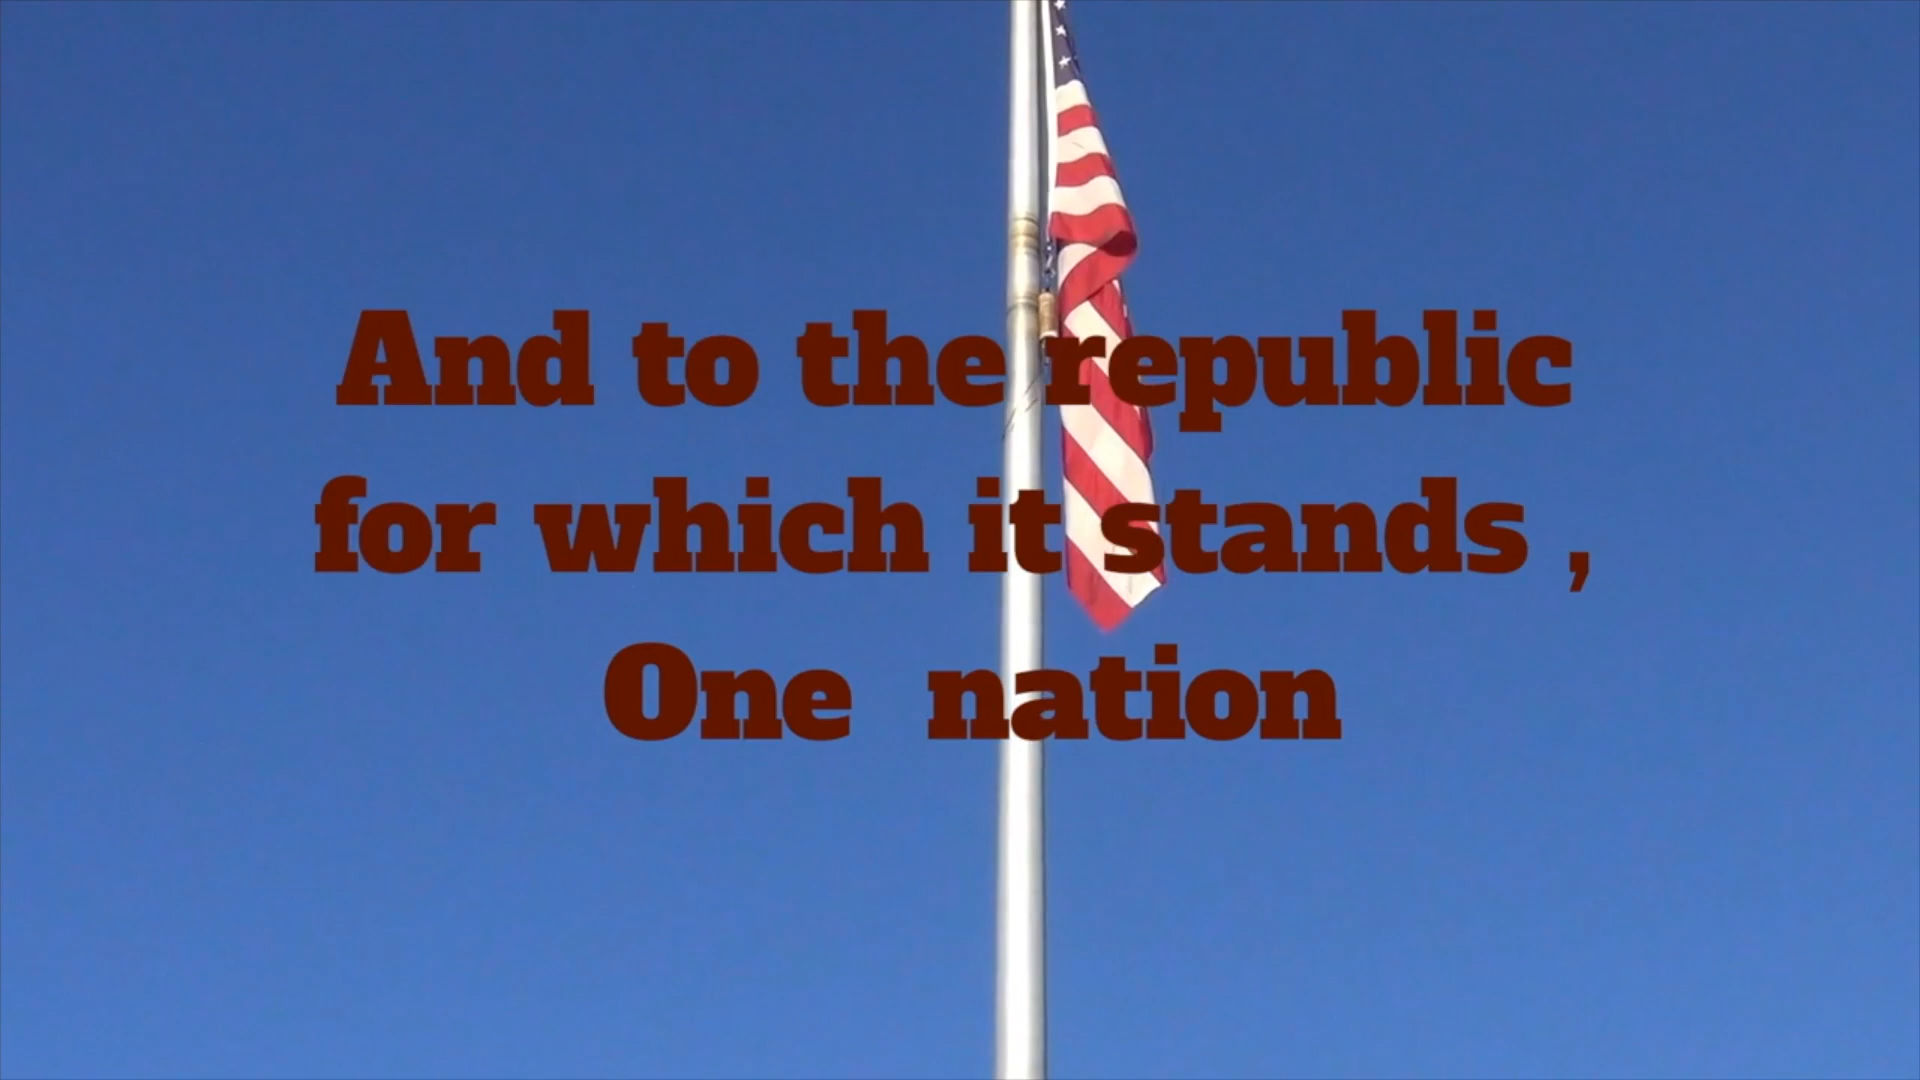 And to the republic
for which it stands ,
One  nation